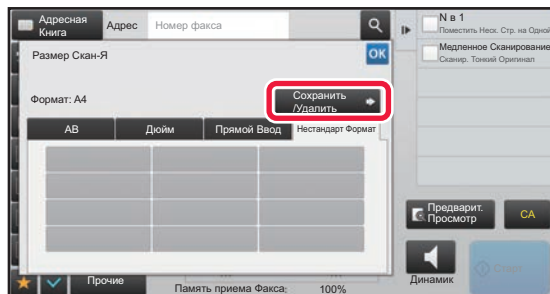 Адресная
Книга
Адрес
Номер факса
N в 1
Поместить Неск. Стр. на Одной
Медленное Сканирование
Сканир. Тонкий Оригинал
Размер Скан-Я
OK
Формат: A4
Сохранить
/Удалить
AB
Дюйм
Прямой Ввод
Нестандарт Формат
Предварит.
Просмотр
CA
Прочие
Память приема Факса:
100%
Динамик
Старт